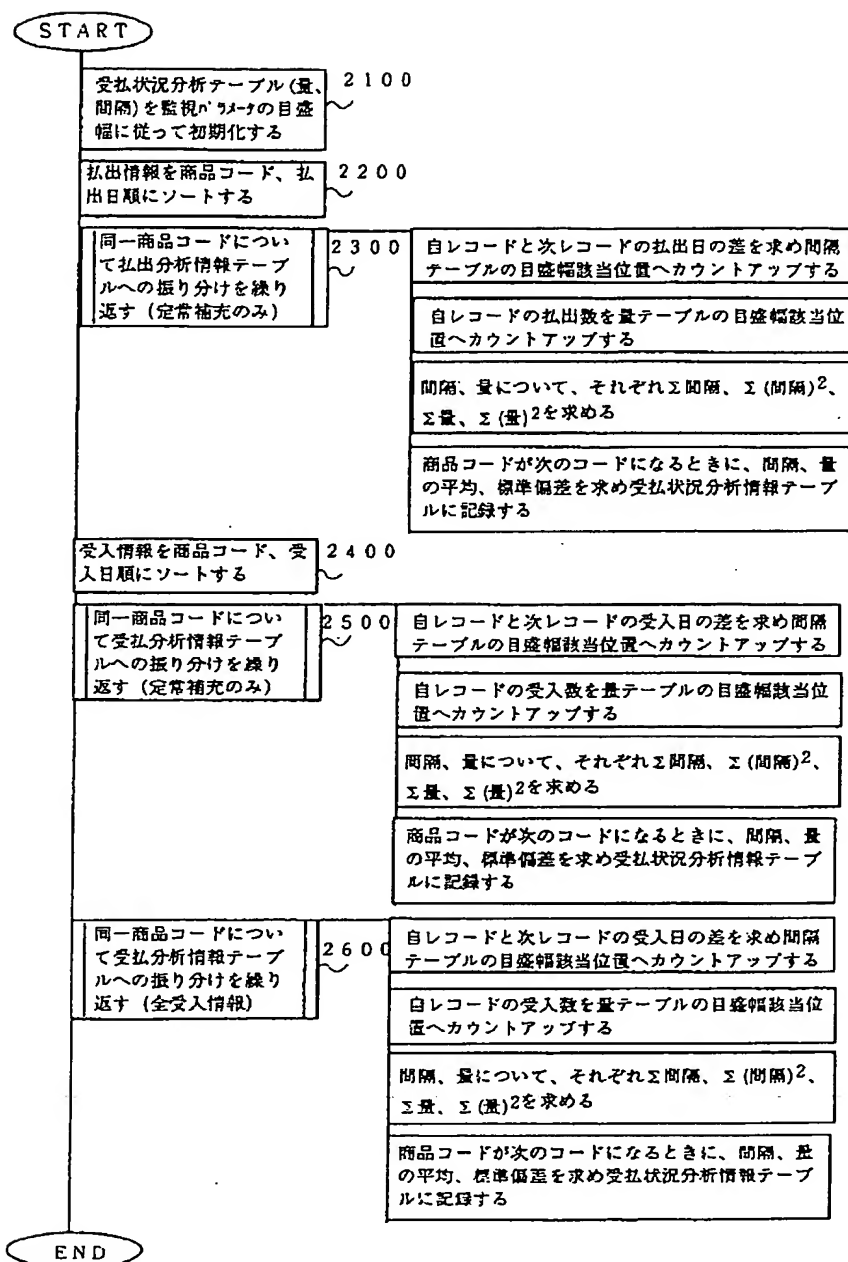 START
受払状況分析テーブル(量、
間隔)を監視パラメータの目盛
幅に従って初期化する
2100
払出情報を商品コード、払
出日順にソートする
2200
同一商品コードについ
て払出分析情報テーブ
ルへの振り分けを繰り
返す(定常補充のみ)
2300
自レコードと次レコードの払出日の差を求め間隔
テーブルの目盛幅該当位置へカウントアップする
自レコードの払出数を量テーブルの目盛幅該当位
置へカウントアップする
間隔、量について、それぞれΣ間隔、Σ(間隔)²、
Σ量、Σ(量)²を求める
商品コードが次のコードになるときに、間隔、量
の平均、標準偏差を求め受払状況分析情報テーブ
ルに記録する
受入情報を商品コード、受
入日順にソートする
2400
同一商品コードについ
て受払分析情報テーブ
ルへの振り分けを繰り
返す(定常補充のみ)
2500
自レコードと次レコードの受入日の差を求め間隔
テーブルの目盛幅該当位置へカウントアップする
自レコードの受入数を量テーブルの目盛幅該当位
置へカウントアップする
間隔、量について、それぞれΣ間隔、Σ(間隔)²、
Σ量、Σ(量)²を求める
商品コードが次のコードになるときに、間隔、量
の平均、標準偏差を求め受払状況分析情報テーブ
ルに記録する
同一商品コードについ
て受払分析情報テーブ
ルへの振り分けを繰り
返す(全受入情報)
2600
自レコードと次レコードの受入日の差を求め間隔
テーブルの目盛幅該当位置へカウントアップする
自レコードの受入数を量テーブルの目盛幅該当位
置へカウントアップする
間隔、量について、それぞれΣ間隔、Σ(間隔)²、
Σ量、Σ(量)²を求める
商品コードが次のコードになるときに、間隔、量
の平均、標準偏差を求め受払状況分析情報テーブ
ルに記録する
END